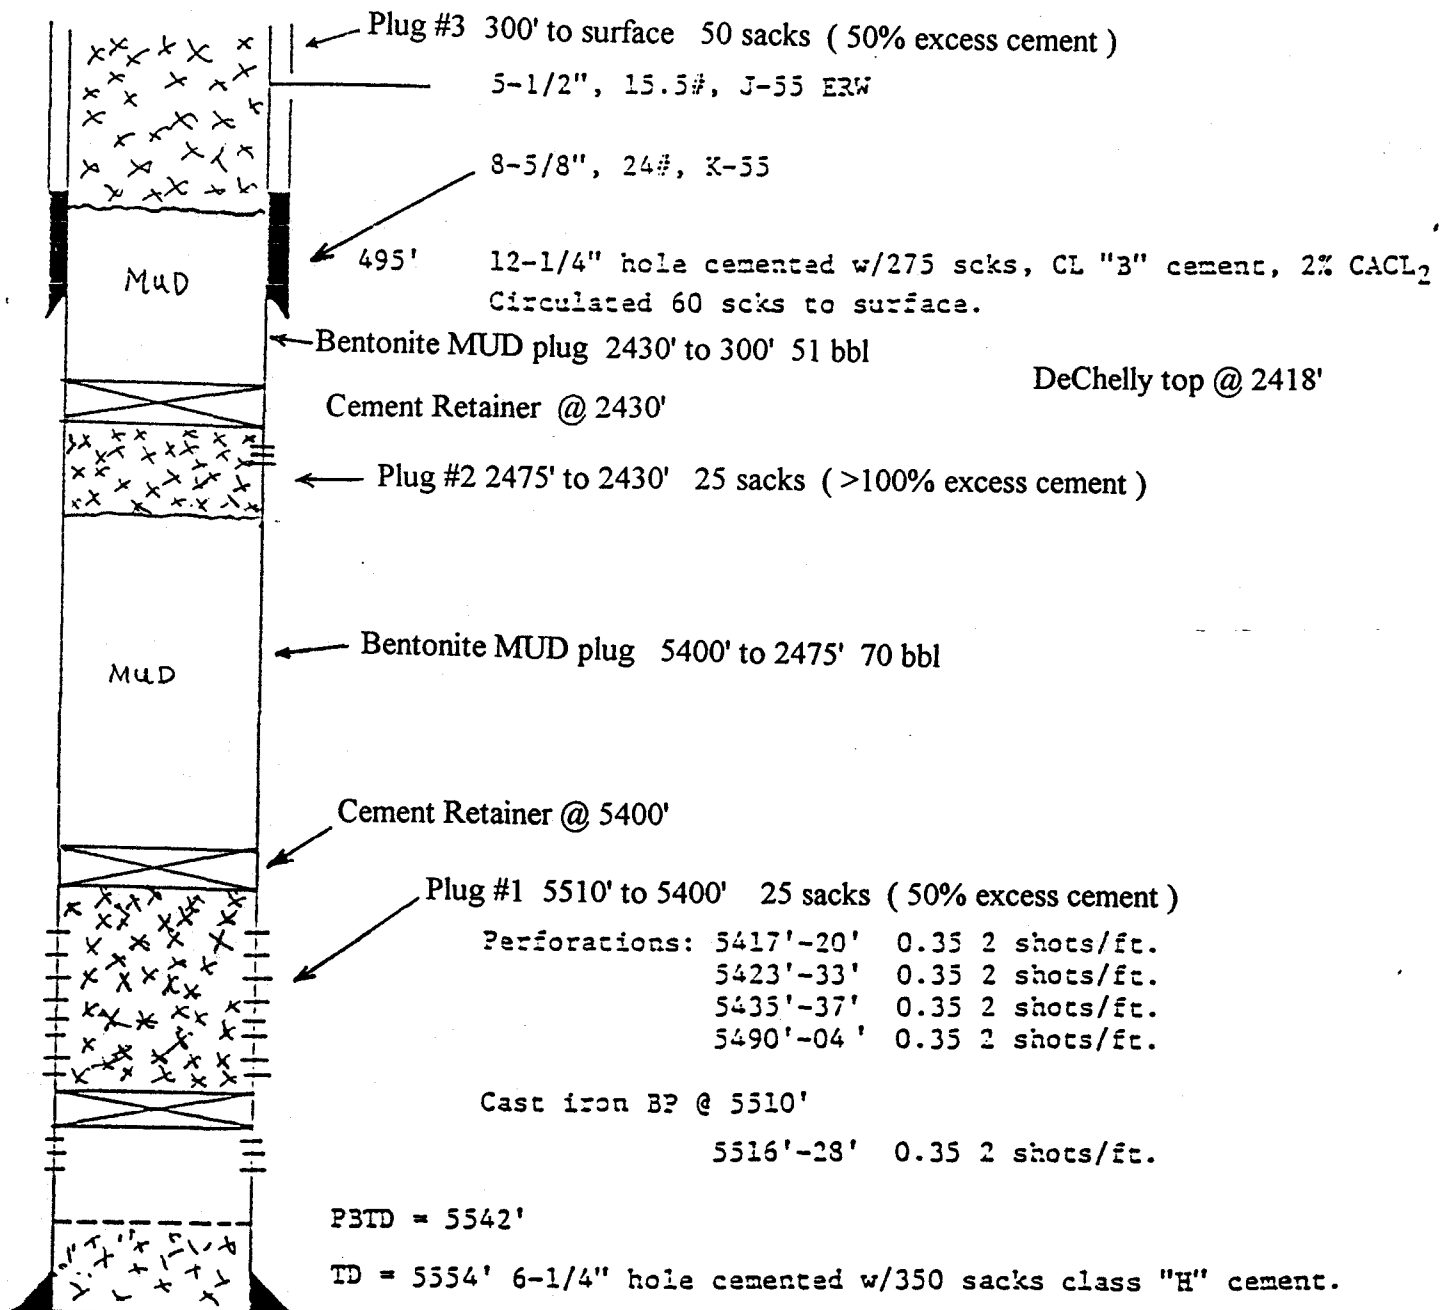 Plug #3 300' to surface 50 sacks ( 50% excess cement )
5-1/2", 15.5#, J-55 ERW
8-5/8", 24#, K-55
495' 12-1/4" hole cemented w/275 scks, CL "B" cement, 2% CACL2
Circulated 60 scks to surface.
MUD
Bentonite MUD plug 2430' to 300' 51 bbl
DeChelly top @ 2418'
Cement Retainer @ 2430'
Plug #2 2475' to 2430' 25 sacks ( >100% excess cement )
Bentonite MUD plug 5400' to 2475' 70 bbl
MUD
Cement Retainer @ 5400'
Plug #1 5510' to 5400' 25 sacks ( 50% excess cement )
Perforations: 5417'-20' 0.35 2 shots/ft.
5423'-33' 0.35 2 shots/ft.
5435'-37' 0.35 2 shots/ft.
5490'-04' 0.35 2 shots/ft.
Cast iron BP @ 5510'
5516'-28' 0.35 2 shots/ft.
PBTD = 5542'
TD = 5554' 6-1/4" hole cemented w/350 sacks class "H" cement.